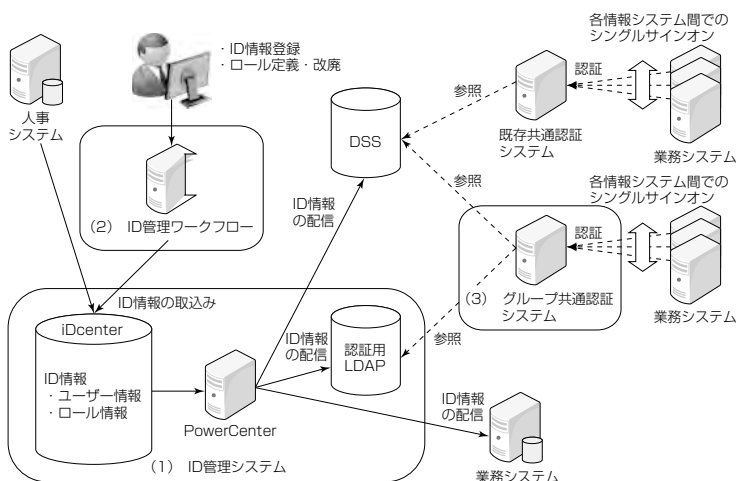 ・ID情報登録
・ロール定義・改廃
人事
システム
(2) ID管理ワークフロー
ID情報の取込み
iDcenter
ID情報
・ユーザー情報
・ロール情報
PowerCenter
ID情報
の配信
認証用
LDAP
(1) ID管理システム
DSS
ID情報
の配信
参照
参照
参照
既存共通認証
システム
認証
各情報システム間での
シングルサインオン
業務システム
各情報システム間での
シングルサインオン
認証
(3) グループ共通認証
システム
業務システム
ID情報
の配信
業務システム